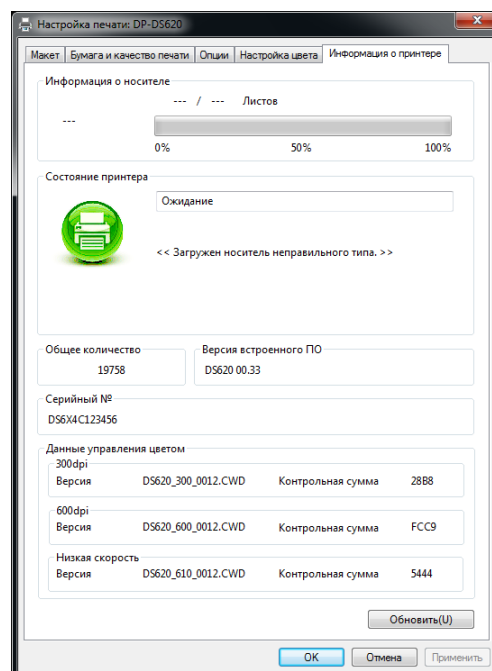 Настройка печати: DP-DS620
Макет Бумага и качество печати Опции Настройка цвета Информация о принтере
Информация о носителе
--- / --- Листов
---
0% 50% 100%
Состояние принтера
Ожидание
<< Загружен носитель неправильного типа. >>
Общее количество Версия встроенного ПО
19758 DS620 00.33
Серийный №
DS6X4C123456
Данные управления цветом
300dpi
Версия DS620_300_0012.CWD Контрольная сумма 28B8
600dpi
Версия DS620_600_0012.CWD Контрольная сумма FCC9
Низкая скорость
Версия DS620_610_0012.CWD Контрольная сумма 5444
Обновить(U)
OK Отмена Применить